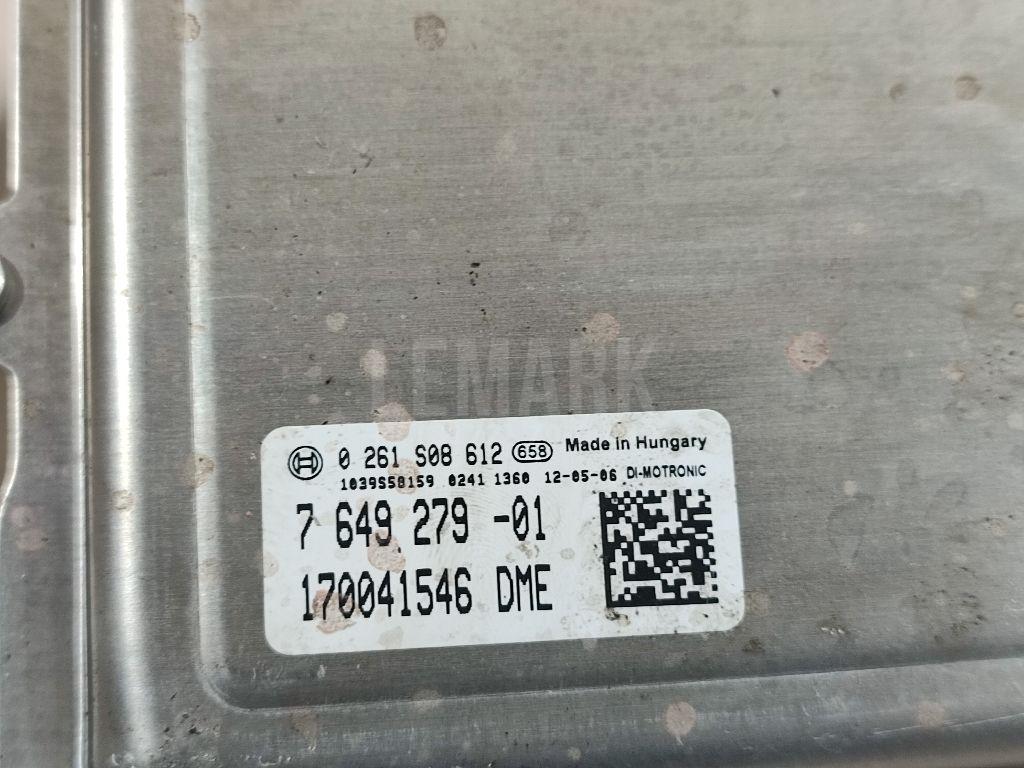 LEMARK
0 261 S08 612 658 Made in Hungary
1039S58159 0241 1360 12-05-06 DI-MOTRONIC
7 649 279 -01
170041546 DME